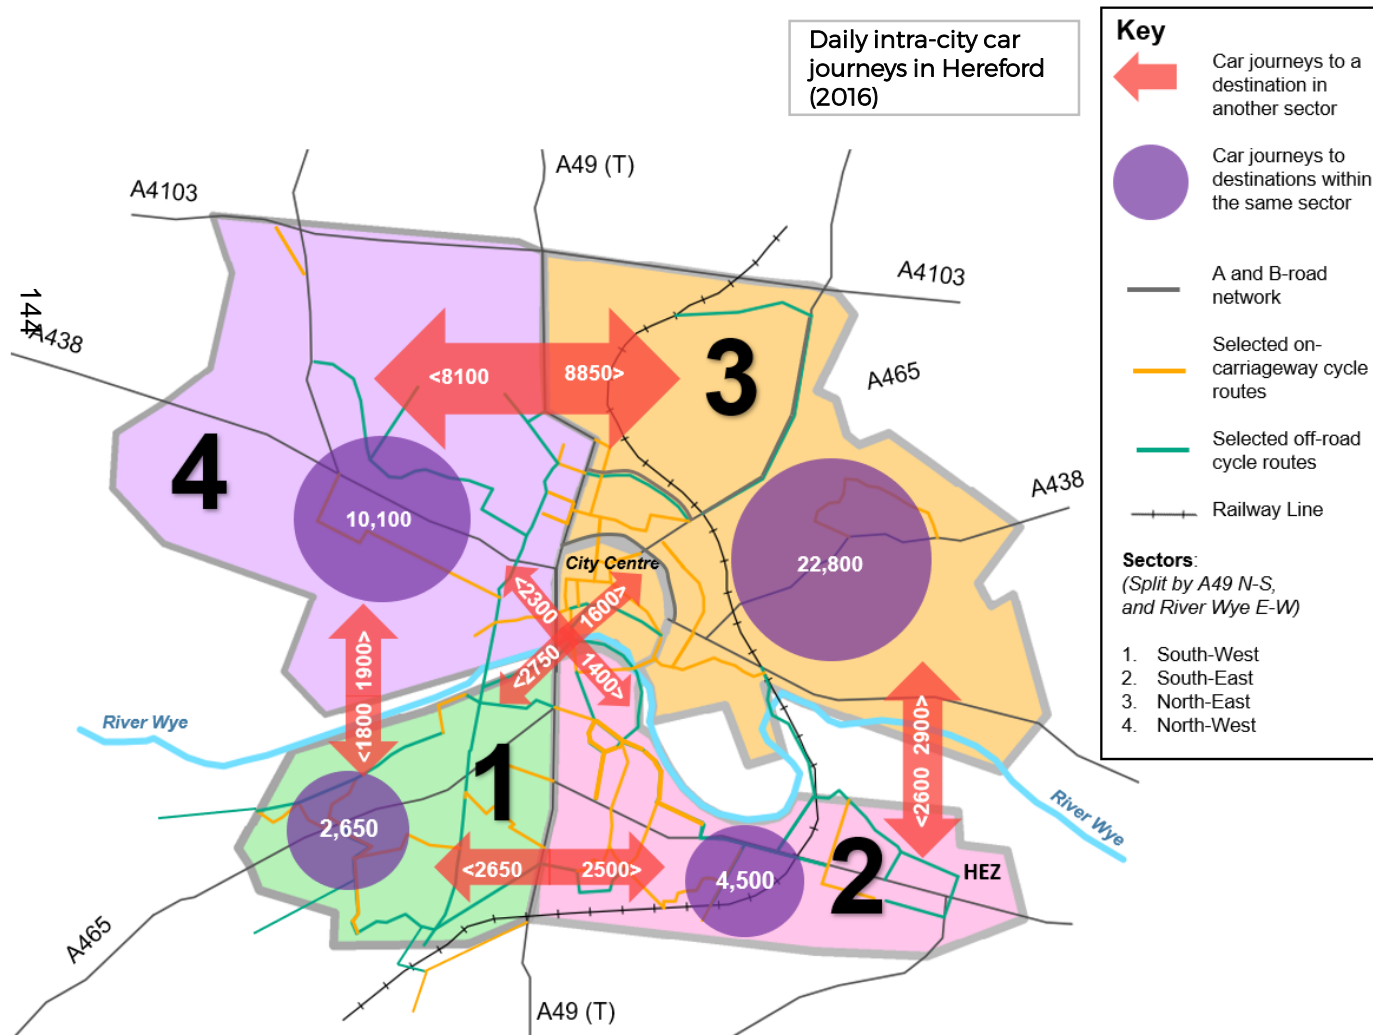 Daily intra-city car
journeys in Hereford
(2016)
Key
Car journeys to a
destination in
another sector
Car journeys to
destinations within
the same sector
A and B-road
network
Selected on-
carriageway cycle
routes
Selected off-road
cycle routes
Railway Line
Sectors:
(Split by A49 N-S,
and River Wye E-W)
1. South-West
2. South-East
3. North-East
4. North-West
A49 (T)
A4103
A4103
144
A438
<8100 8850>
3
A465
4
10,100
A438
22,800
City Centre
<2300
1600>
<2750
1400>
<1800 1900>
<2600 2900>
River Wye
River Wye
1
2,650
<2650 2500>
4,500
2
HEZ
A465
A49 (T)